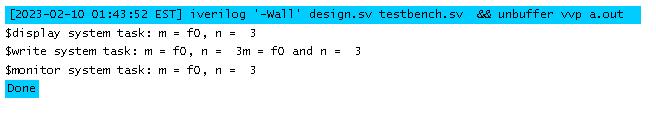 [2023-02-10 01:43:52 EST] iverilog '-Wall' design.sv testbench.sv  && unbuffer vvp a.out
$display system task: m = f0, n =  3
$write system task: m = f0, n =  3m = f0 and n =  3
$monitor system task: m = f0, n =  3
Done